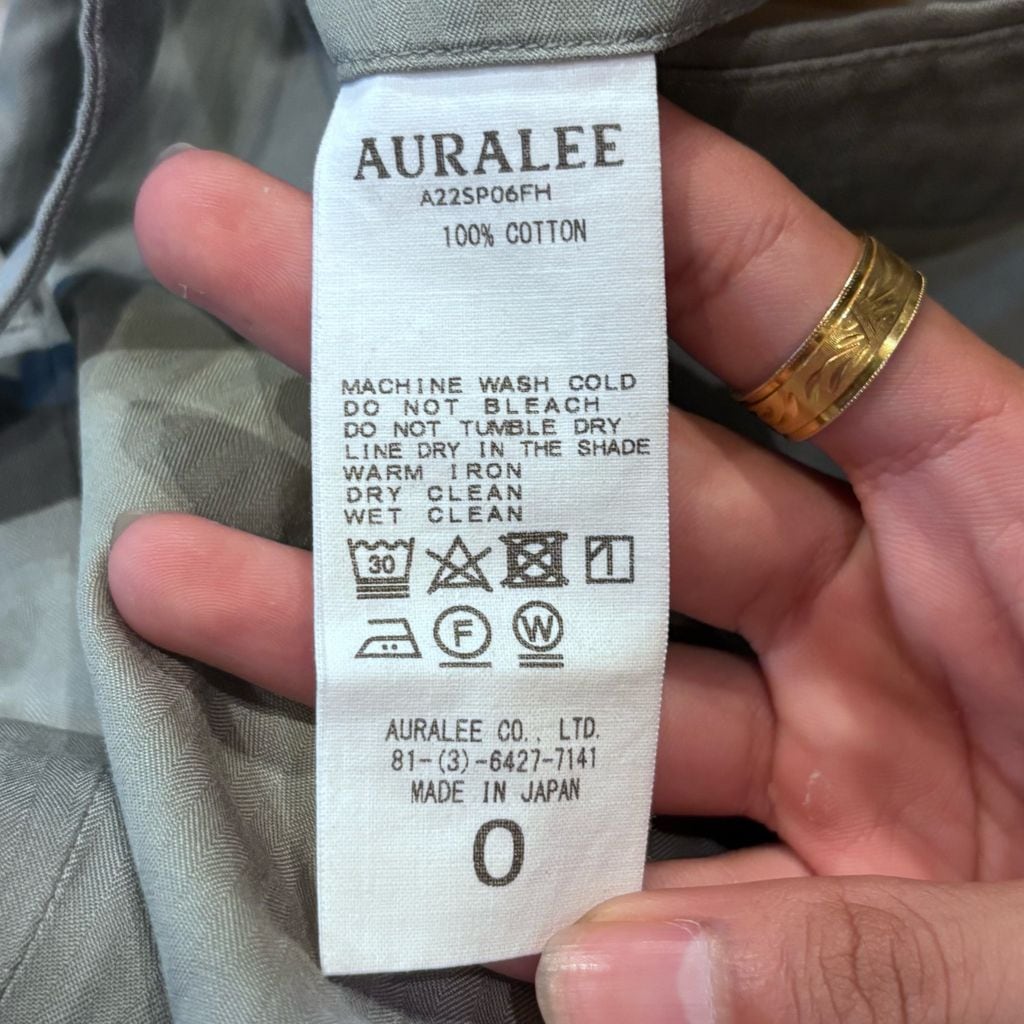 AURALEE
A22SP06FH
100% COTTON
MACHINE WASH COLD
DO NOT BLEACH
DO NOT TUMBLE DRY
LINE DRY IN THE SHADE
WARM IRON
DRY CLEAN
WET CLEAN
30
F W
AURALEE CO., LTD.
81-(3)-6427-7141
MADE IN JAPAN
0